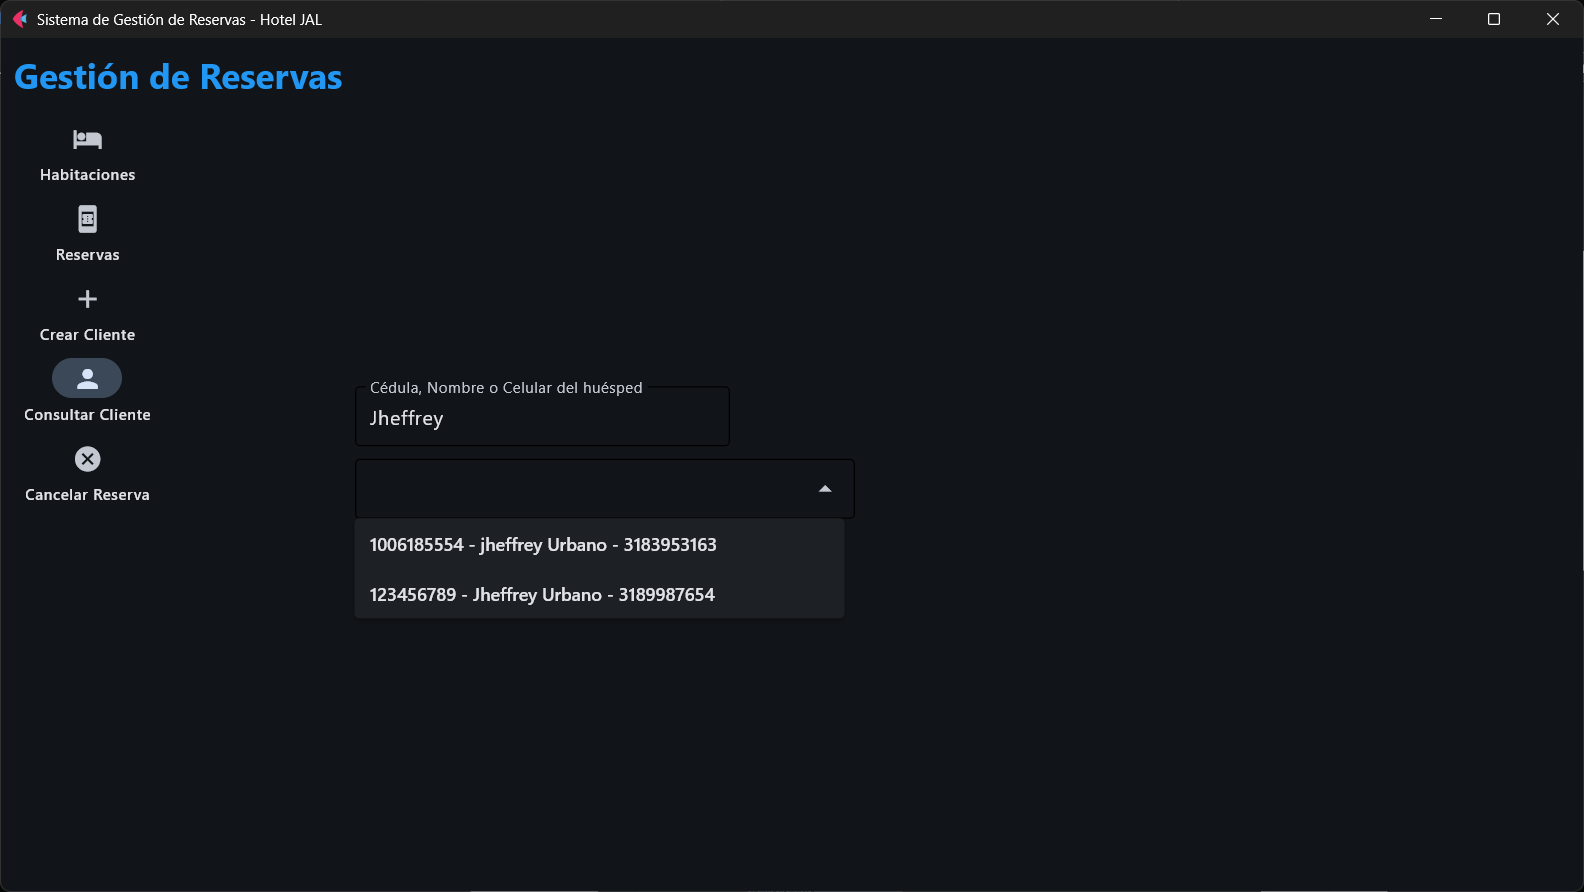 Sistema de Gestión de Reservas - Hotel JAL
Gestión de Reservas
Habitaciones
Reservas
Crear Cliente
Consultar Cliente
Cancelar Reserva
Cédula, Nombre o Celular del huésped
Jheffrey
1006185554 - jheffrey Urbano - 3183953163
123456789 - Jheffrey Urbano - 3189987654